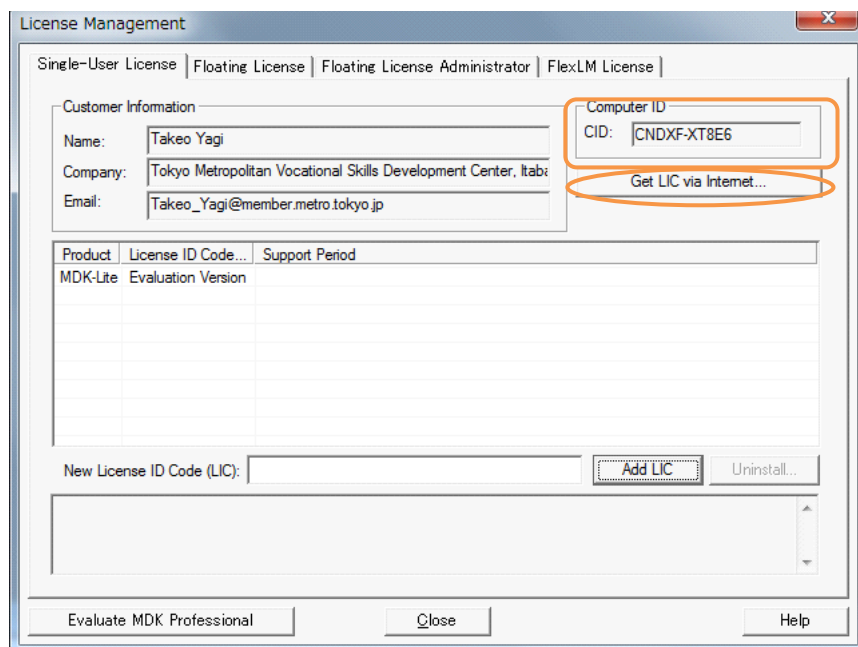 License Management
X
Single-User License Floating License Floating License Administrator FlexLM License
Customer Information
Name: Takeo Yagi
Company: Tokyo Metropolitan Vocational Skills Development Center, Itaba
Email: Takeo_Yagi@member.metro.tokyo.jp
Computer ID
CID: CNDXF-XT8E6
Get LIC via Internet...
Product License ID Code... Support Period
MDK-Lite Evaluation Version
New License ID Code (LIC): Add LIC Uninstall...
Evaluate MDK Professional Close Help